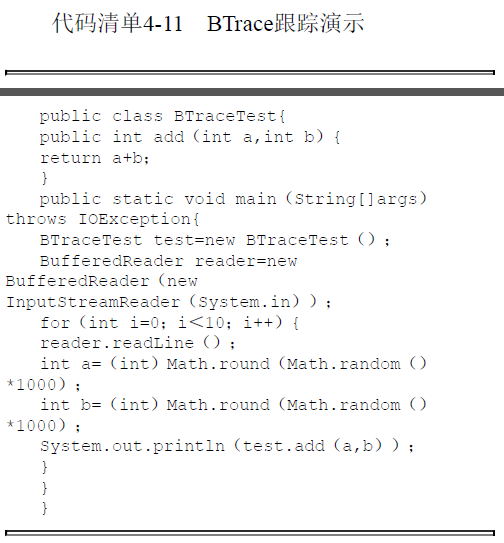 代码清单4-11 BTrace跟踪演示
public class BTraceTest{
public int add（int a,int b）{
return a+b;
}
public static void main（String[]args）
throws IOException{
BTraceTest test=new BTraceTest（）；
BufferedReader reader=new
BufferedReader（new
InputStreamReader（System.in））；
for（int i=0；i＜10；i++）{
reader.readLine（）；
int a=（int）Math.round（Math.random（）
*1000）；
int b=（int）Math.round（Math.random（）
*1000）；
System.out.println（test.add（a,b））；
}
}
}